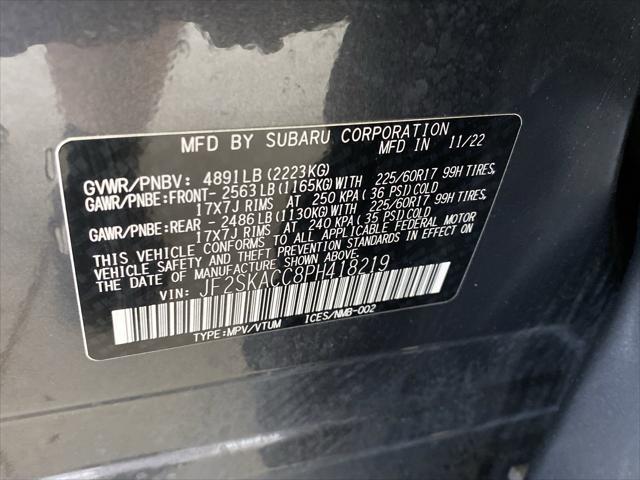 MFD BY SUBARU CORPORATION
MFD IN 11/22
GVWR/PNBV: 4891LB(2223KG)
GAWR/PNBE:FRONT- 2563LB(1165KG)WITH 225/60R17 99H TIRES,
17X7J RIMS AT 250 KPA(36 PSI)COLD
GAWR/PNBE:REAR - 2486LB(1130KG)WITH 225/60R17 99H TIRES,
17X7J RIMS AT 240 KPA(35 PSI)COLD
THIS VEHICLE CONFORMS TO ALL APPLICABLE FEDERAL MOTOR
VEHICLE SAFETY AND THEFT PREVENTION STANDARDS IN EFFECT ON
THE DATE OF MANUFACTURE SHOWN ABOVE.
VIN: JF2SKACC8PH418219
TYPE:MPV/VTUM ICES/NMB-002